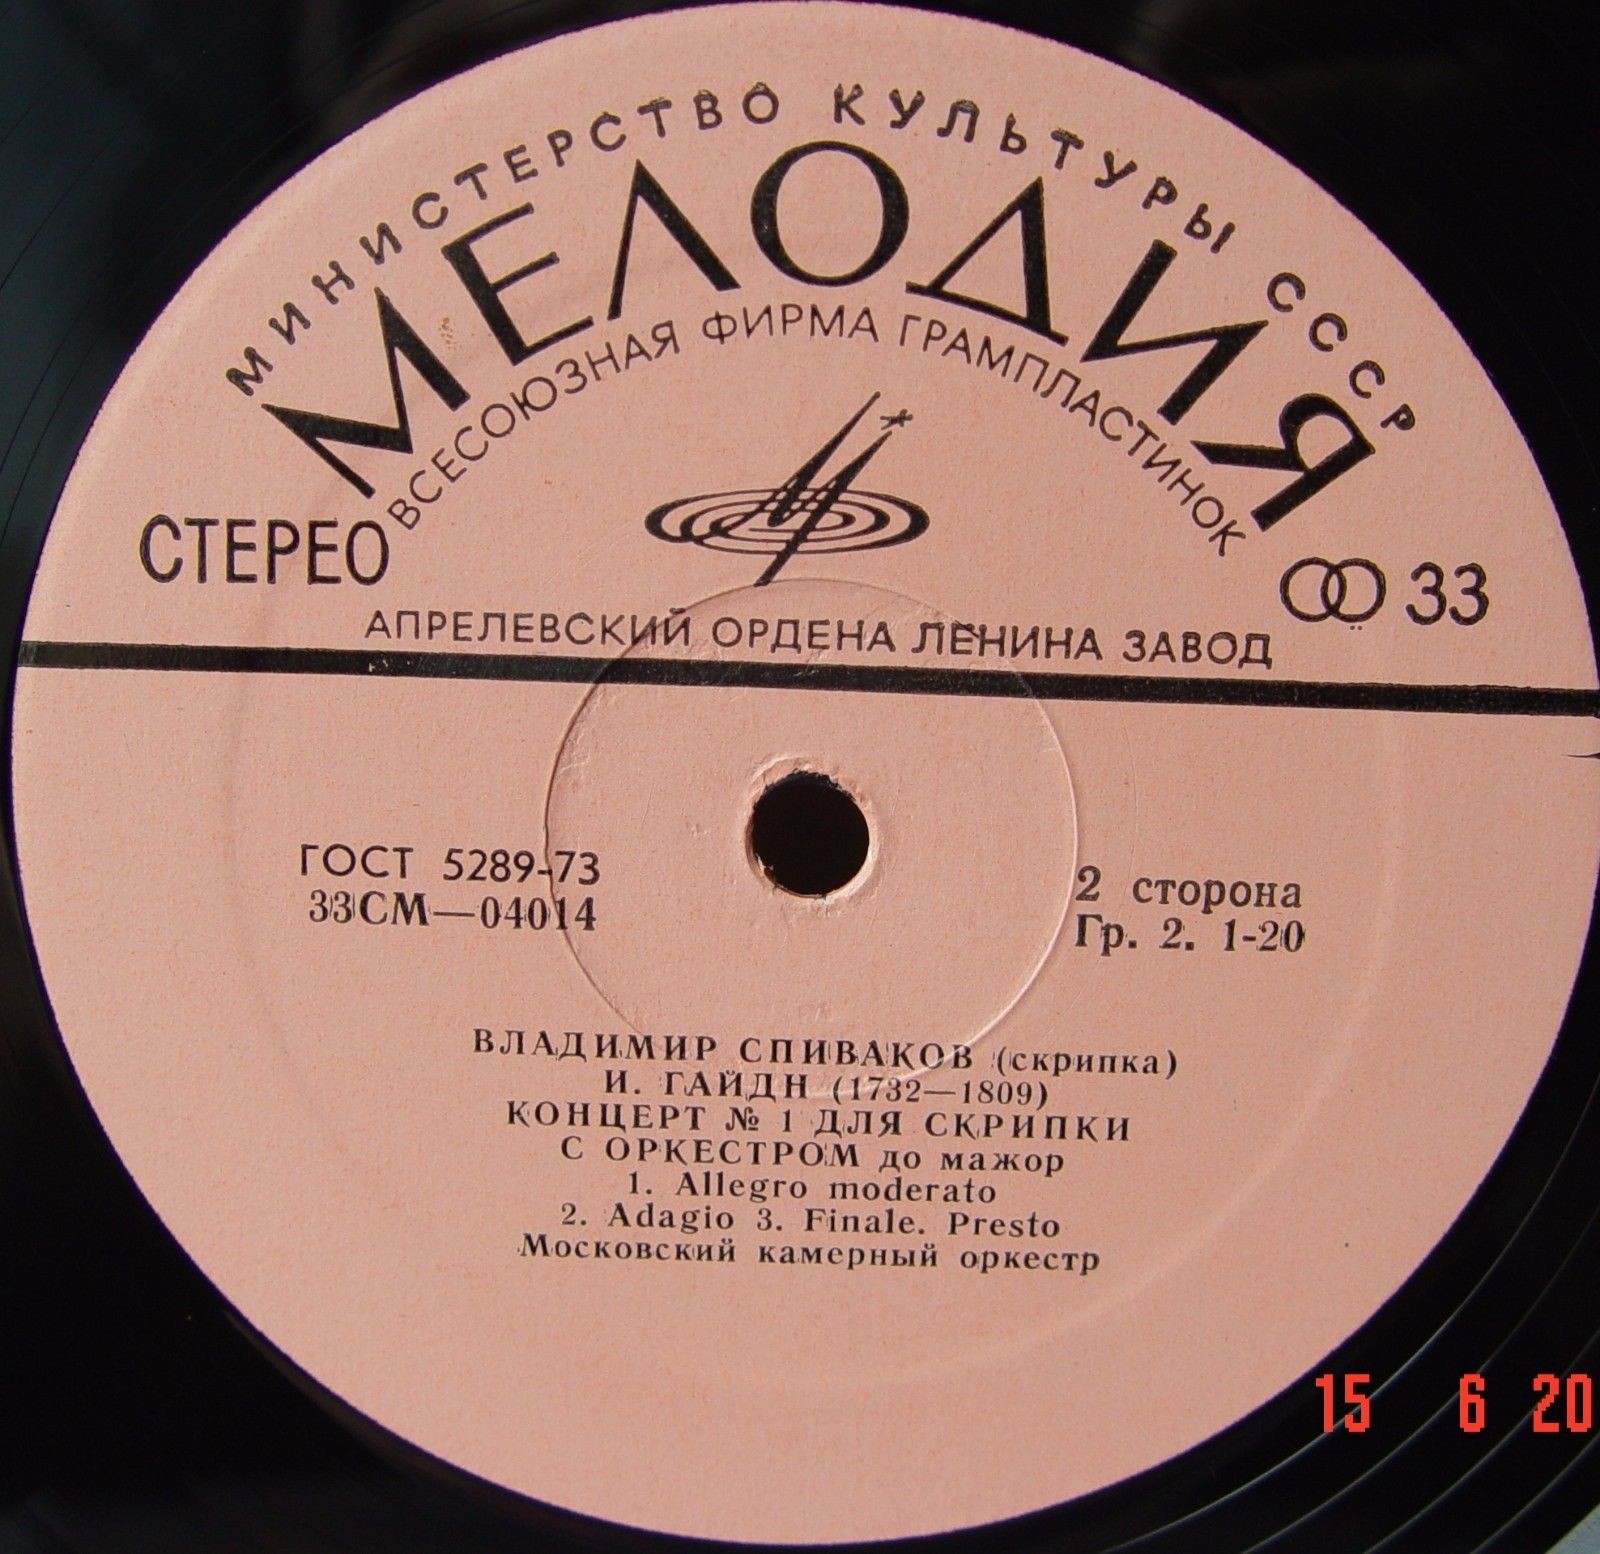 МИНИСТЕРСТВО КУЛЬТУРЫ СССР
МЕЛОДИЯ
ВСЕСОЮЗНАЯ ФИРМА ГРАМПЛАСТИНОК
СТЕРЕО
33
АПРЕЛЕВСКИЙ ОРДЕНА ЛЕНИНА ЗАВОД
ГОСТ 5289-73
33СМ—04014
2 сторона
Гр. 2. 1-20
ВЛАДИМИР СПИВАКОВ (скрипка)
И. ГАЙДН (1732—1809)
КОНЦЕРТ № 1 ДЛЯ СКРИПКИ
С ОРКЕСТРОМ до мажор
1. Allegro moderato
2. Adagio 3. Finale. Presto
Московский камерный оркестр
15 6 20